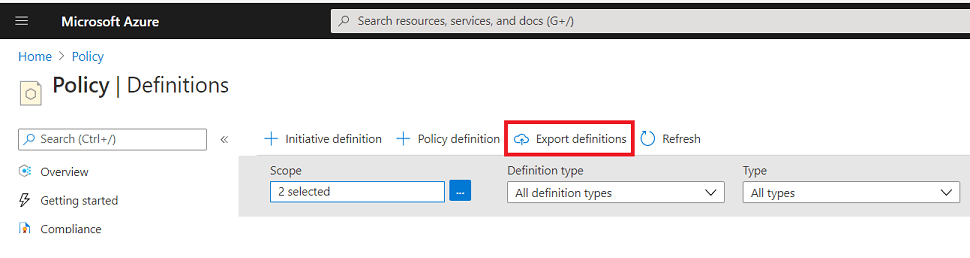 Microsoft Azure
Search resources, services, and docs (G+/)
Home > Policy
Policy | Definitions
Search (Ctrl+/)
«
+ Initiative definition
+ Policy definition
Export definitions
Refresh
Overview
Getting started
Compliance
Scope
2 selected
...
Definition type
All definition types
Type
All types